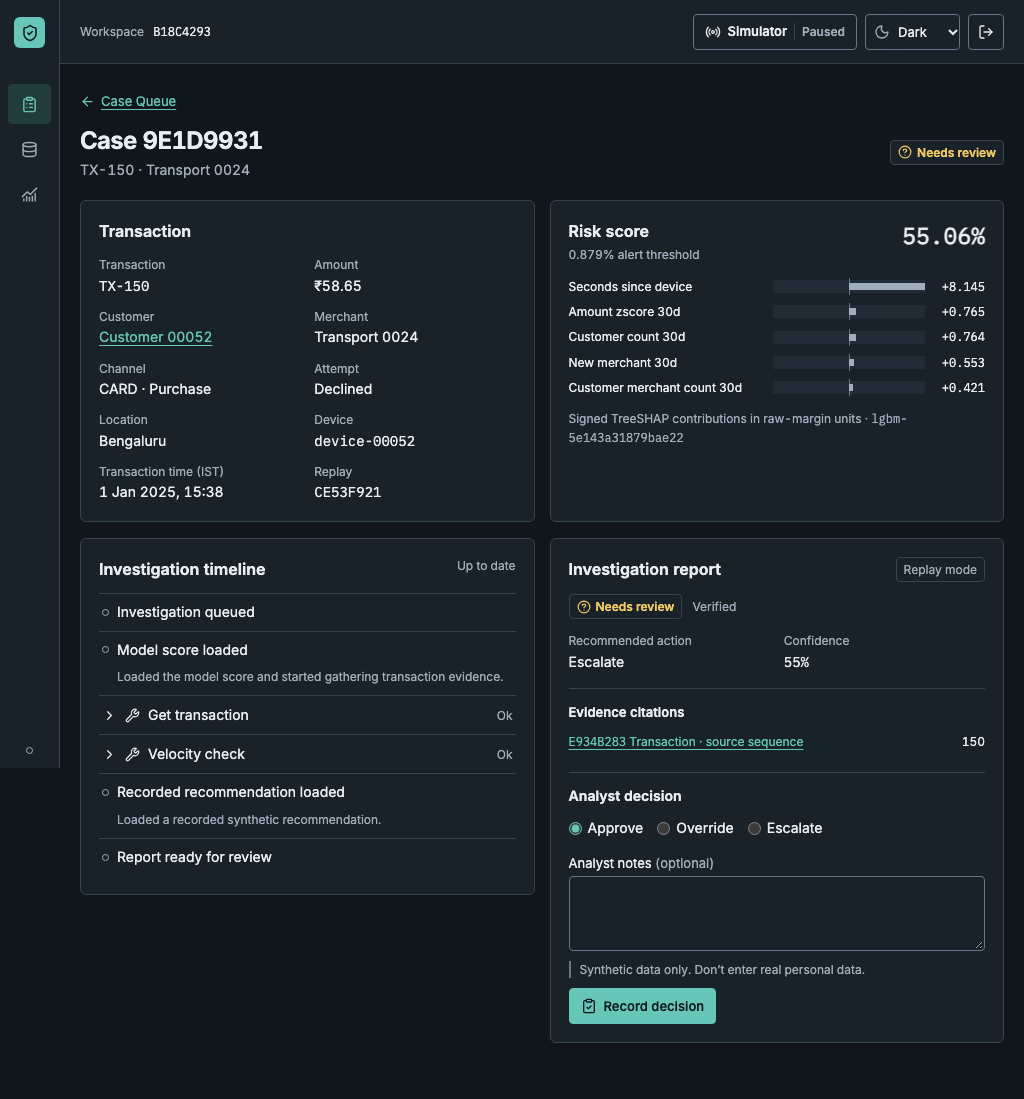 Workspace B18C4293
Simulator Paused
Dark
Case Queue
Case 9E1D9931
TX-150 · Transport 0024
Needs review
Transaction
Transaction
TX-150
Amount
₹58.65
Customer
Customer 00052
Merchant
Transport 0024
Channel
CARD · Purchase
Attempt
Declined
Location
Bengaluru
Device
device-00052
Transaction time (IST)
1 Jan 2025, 15:38
Replay
CE53F921
Risk score
55.06%
0.879% alert threshold
Seconds since device +8.145
Amount zscore 30d +0.765
Customer count 30d +0.764
New merchant 30d +0.553
Customer merchant count 30d +0.421
Signed TreeSHAP contributions in raw-margin units · lgbm-
5e143a31879bae22
Investigation timeline
Up to date
Investigation queued
Model score loaded
Loaded the model score and started gathering transaction evidence.
Get transaction Ok
Velocity check Ok
Recorded recommendation loaded
Loaded a recorded synthetic recommendation.
Report ready for review
Investigation report
Replay mode
Needs review Verified
Recommended action
Escalate
Confidence
55%
Evidence citations
E934B283 Transaction · source sequence 150
Analyst decision
Approve Override Escalate
Analyst notes (optional)
Synthetic data only. Don't enter real personal data.
Record decision